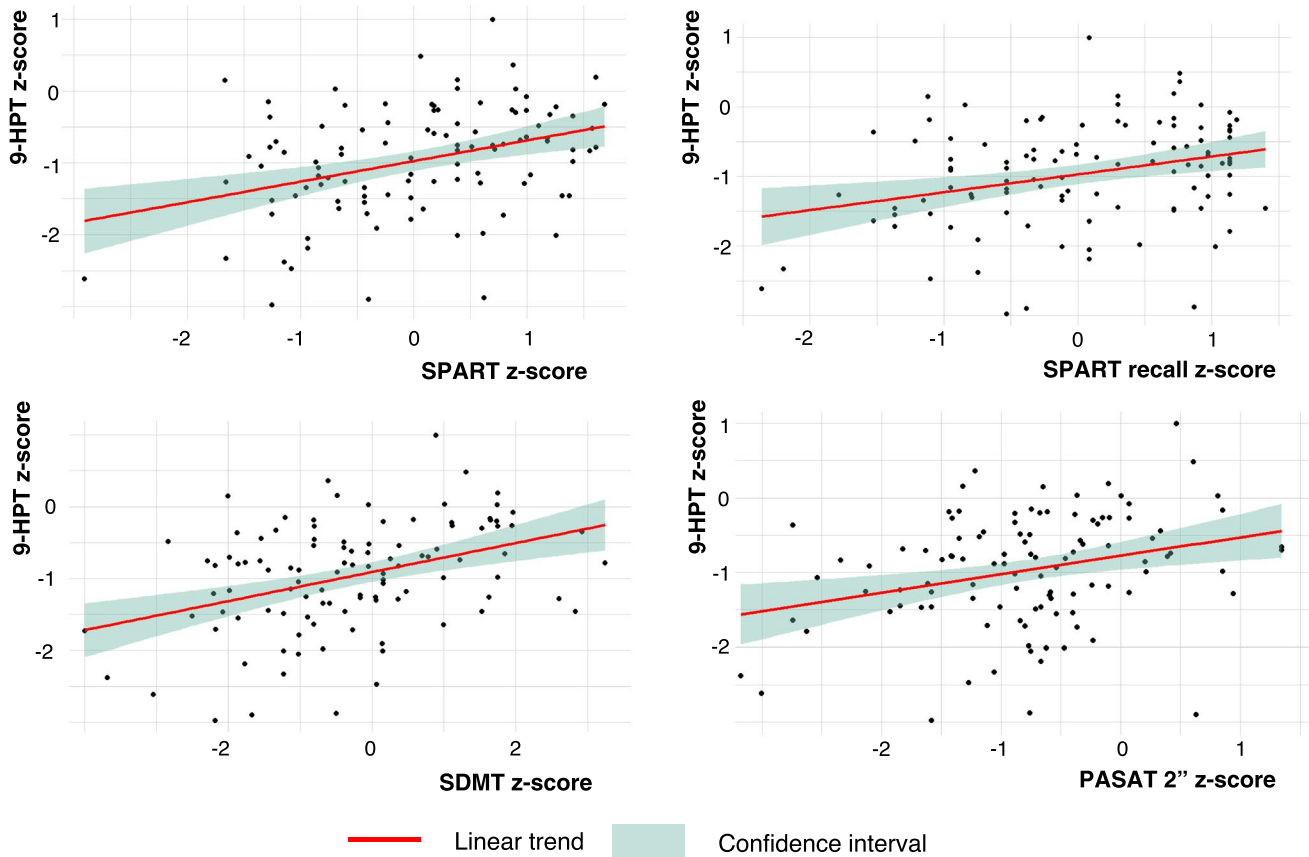 9-HPT z-score
1
0
-1
-2
-2 -1 0 1
SPART z-score
9-HPT z-score
1
0
-1
-2
-2 -1 0 1
SPART recall z-score
9-HPT z-score
0
-1
-2
-2 0 2
SDMT z-score
9-HPT z-score
1
0
-1
-2
-2 -1 0 1
PASAT 2” z-score
Linear trend Confidence interval